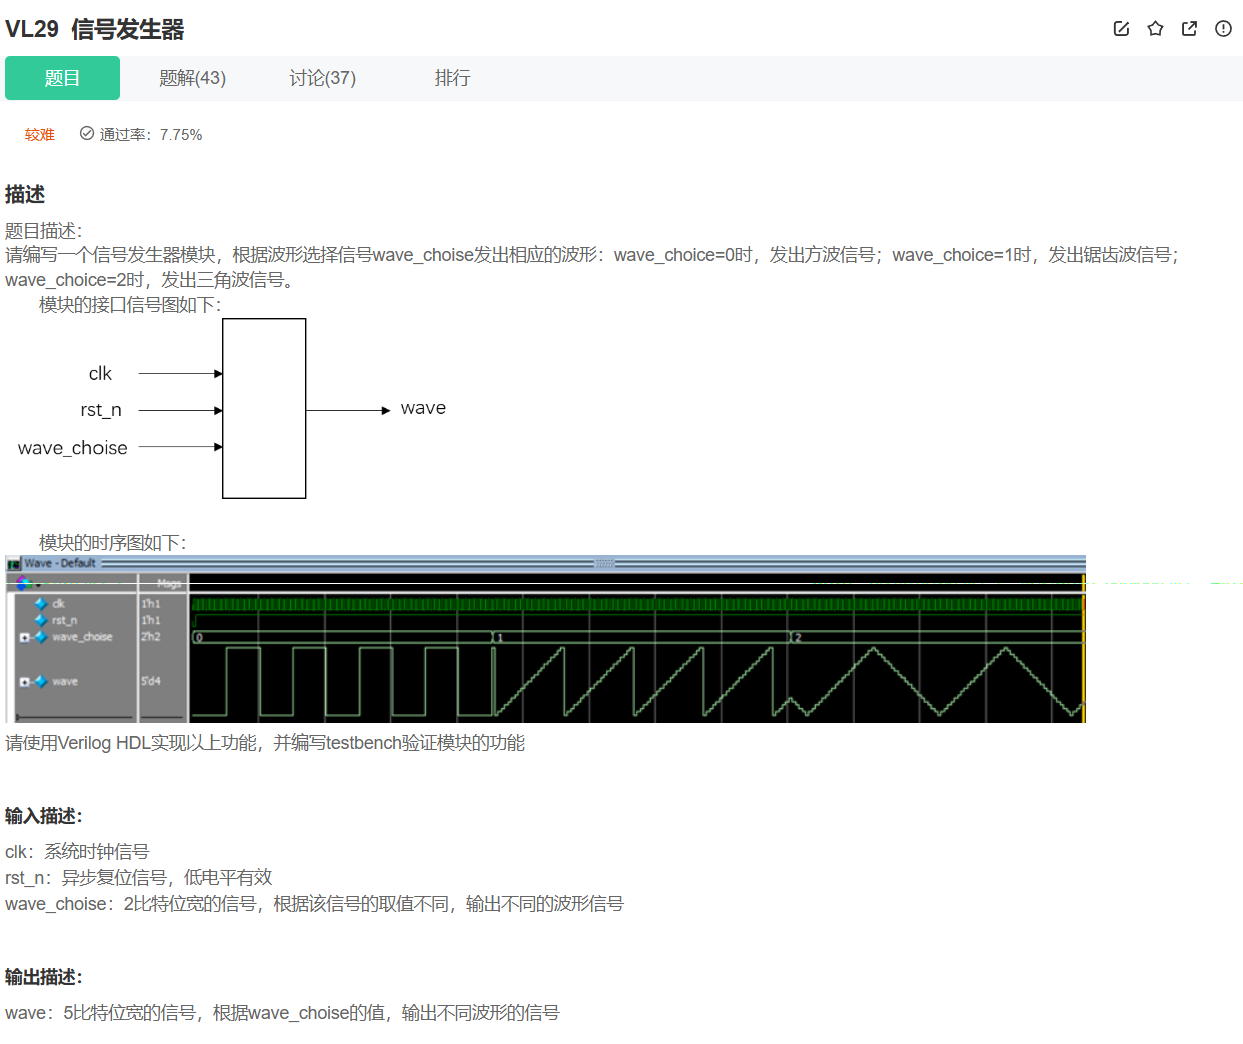 VL29 信号发生器
题目 题解(43) 讨论(37) 排行
较难 通过率：7.75%
描述
题目描述：
请编写一个信号发生器模块，根据波形选择信号wave_choise发出相应的波形：wave_choice=0时，发出方波信号；wave_choice=1时，发出锯齿波信号；
wave_choice=2时，发出三角波信号。
模块的接口信号图如下：
clk
rst_n
wave_choise
wave
模块的时序图如下：
Wave - Default
Msgs
clk 1'h1
rst_n 1'h1
wave_choise 2'h2 0 1 2
wave 5'd4
请使用Verilog HDL实现以上功能，并编写testbench验证模块的功能
输入描述：
clk：系统时钟信号
rst_n：异步复位信号，低电平有效
wave_choise：2比特位宽的信号，根据该信号的取值不同，输出不同的波形信号
输出描述：
wave：5比特位宽的信号，根据wave_choise的值，输出不同波形的信号